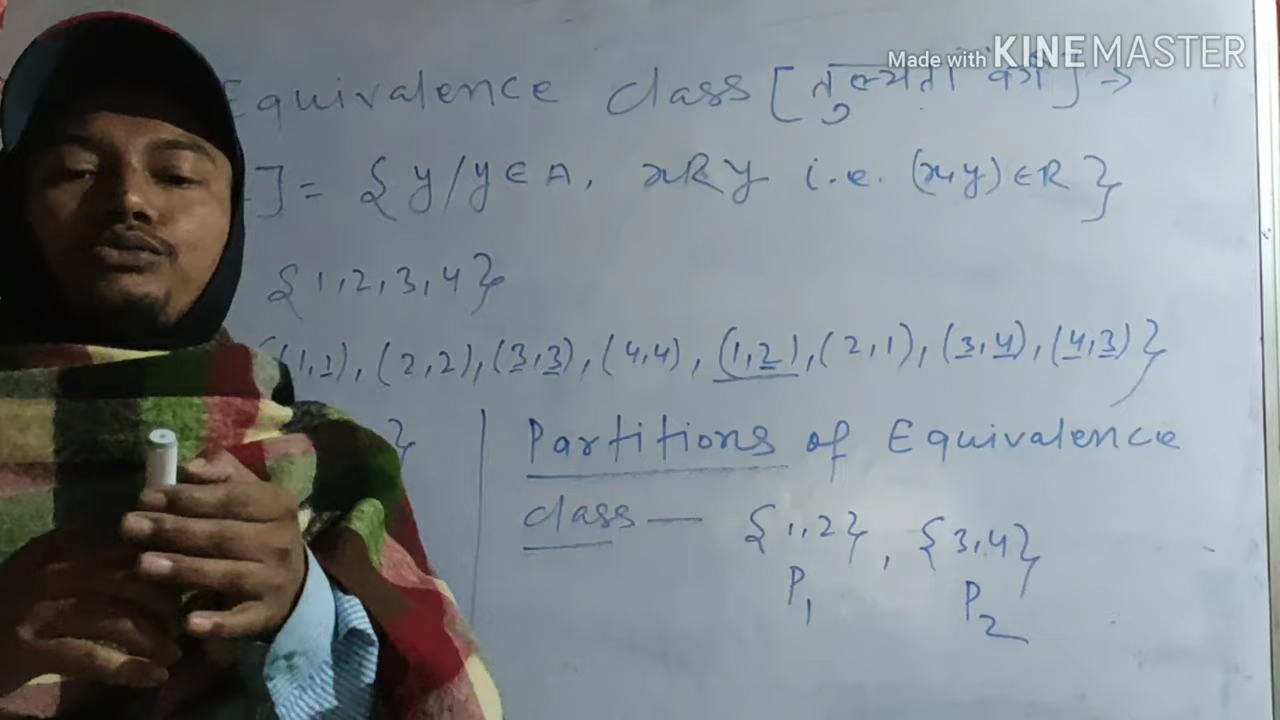 Made with KINEMASTER
Equivalence class [तुल्यता वर्ग] →
] = {y/y∈A, xRy i.e. (x,y)∈R}
{1,2,3,4}
{(1,1),(2,2),(3,3),(4,4),(1,2),(2,1),(3,4),(4,3)}
}
Partitions of Equivalence
class — {1,2}, {3,4}
P1 P2